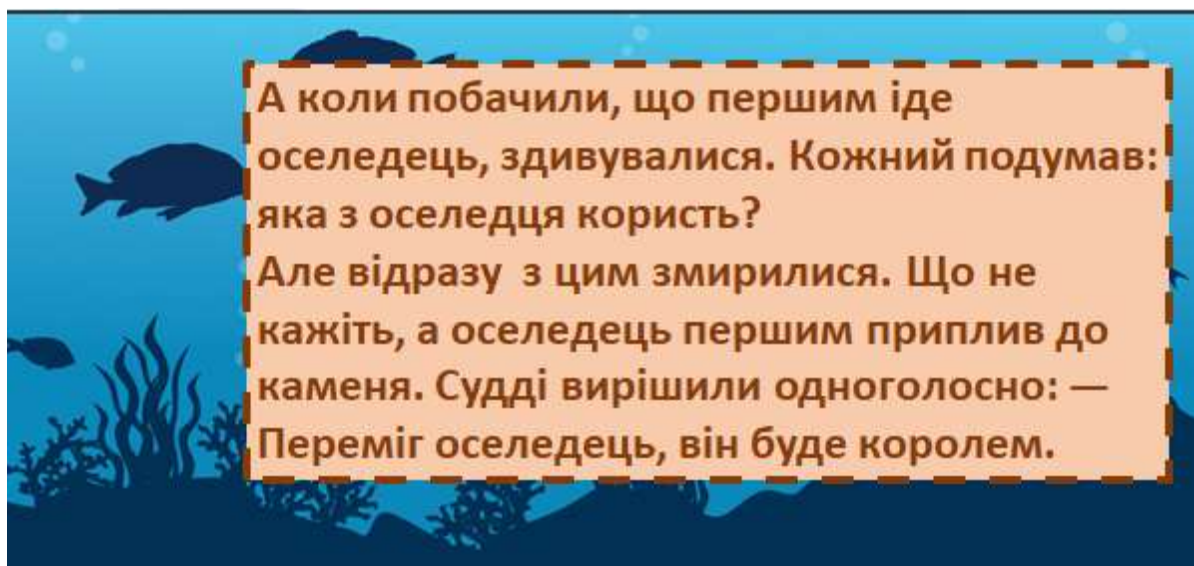 А коли побачили, що першим іде
оселедець, здивувалися. Кожний подумав:
яка з оселедця користь?
Але відразу  з цим змирилися. Що не
кажіть, а оселедець першим приплив до
каменя. Судді вирішили одноголосно: —
Переміг оселедець, він буде королем.